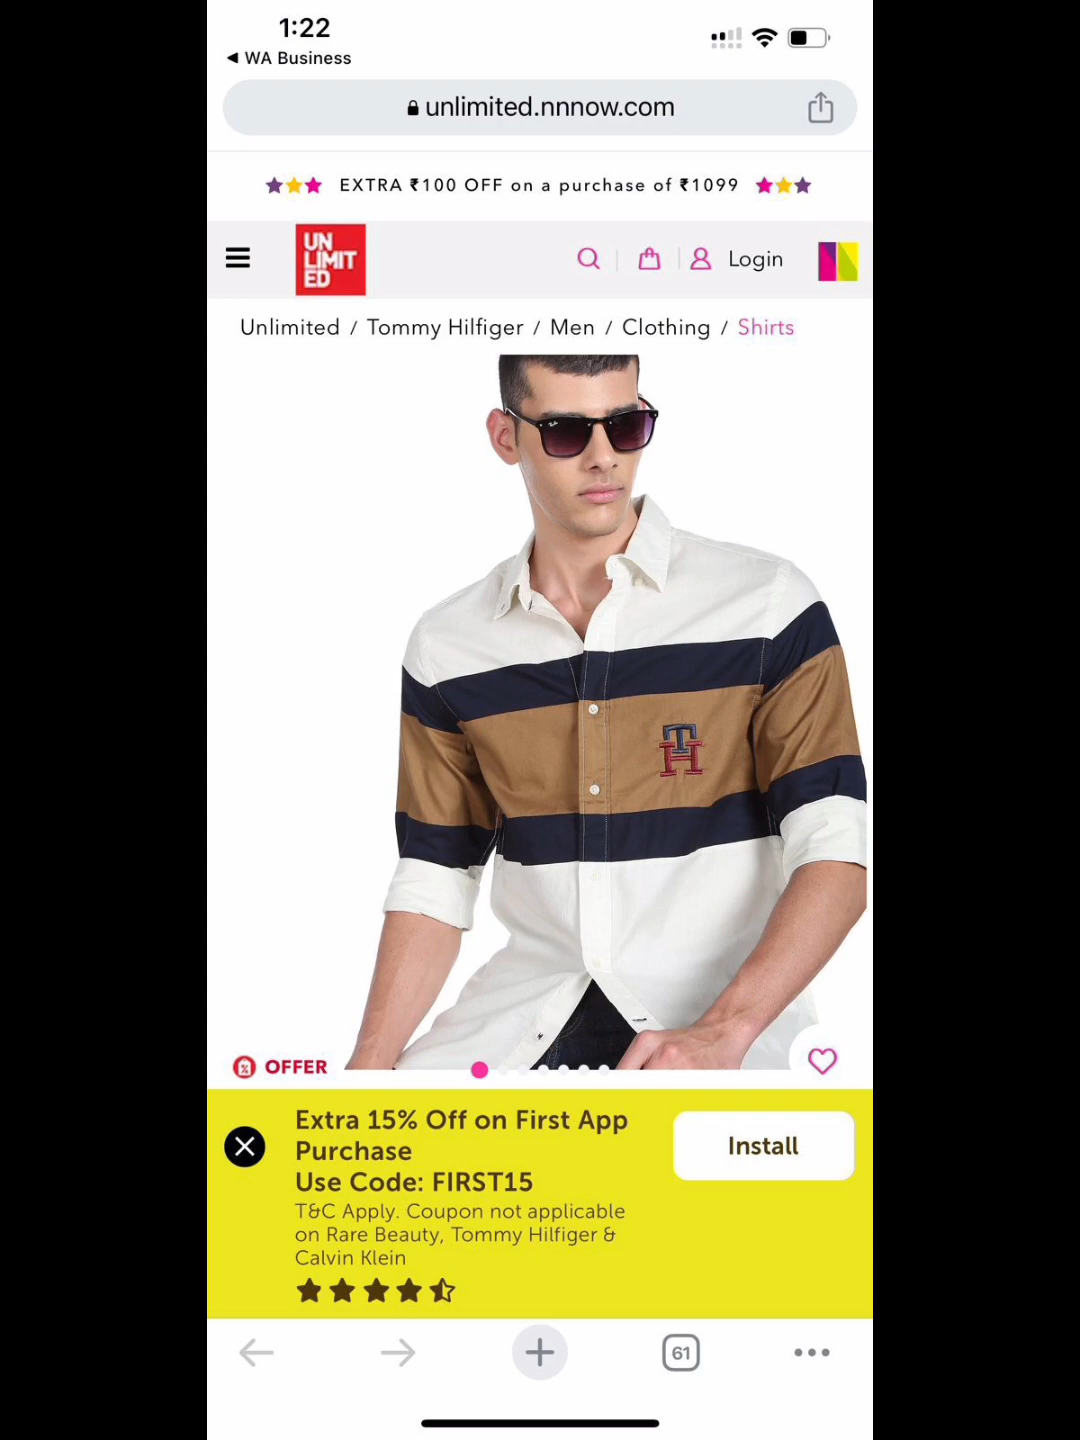 1:22
WA Business
unlimited.nnnow.com
EXTRA ₹100 OFF on a purchase of ₹1099
UN
LIMIT
ED
Login
Unlimited / Tommy Hilfiger / Men / Clothing / Shirts
Ray-Ban
TH
OFFER
Extra 15% Off on First App
Purchase
Use Code: FIRST15
T&C Apply. Coupon not applicable
on Rare Beauty, Tommy Hilfiger &
Calvin Klein
Install
61